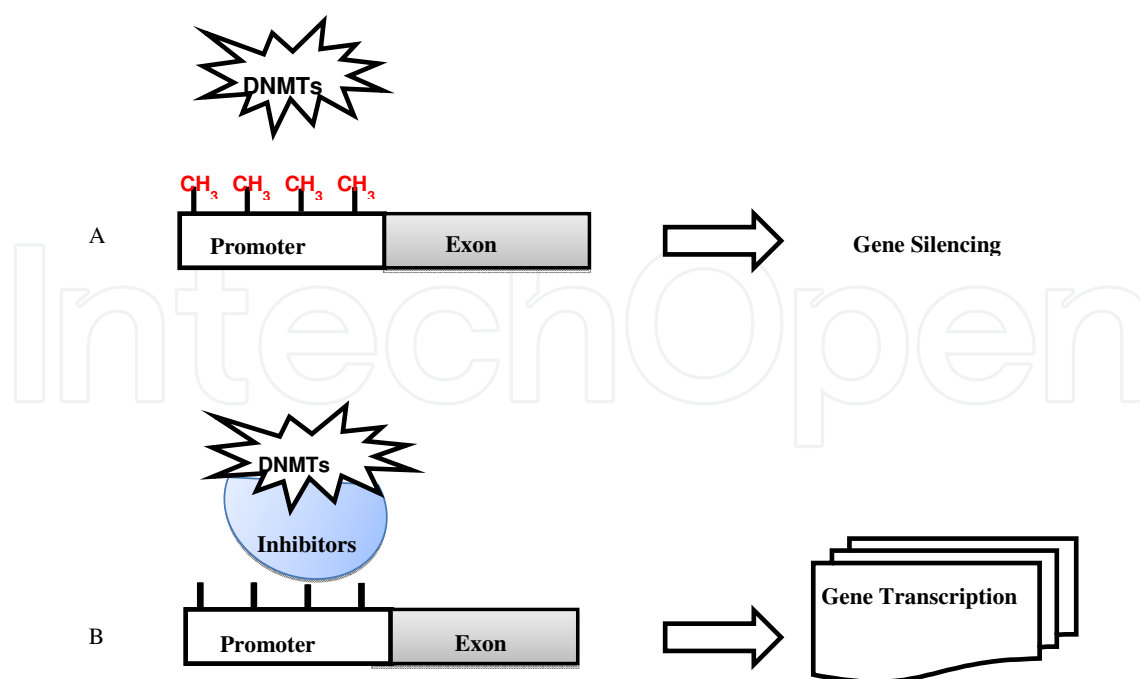 DNMTs
CH3 CH3 CH3 CH3
A
Promoter
Exon
Gene Silencing
IntechOpen
DNMTs
Inhibitors
B
Promoter
Exon
Gene Transcription